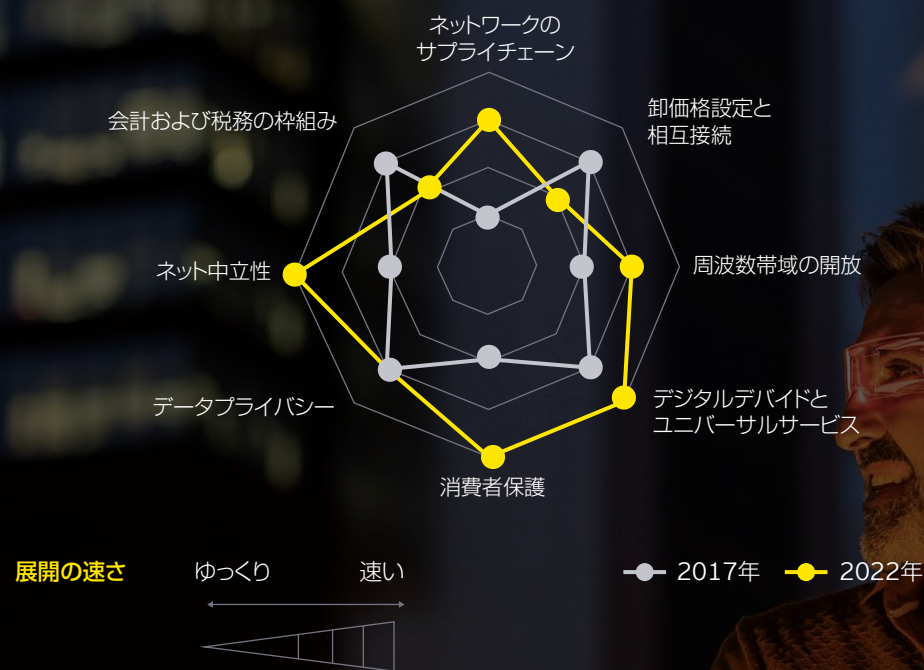 ネットワークの
サプライチェーン
会計および税務の枠組み
卸価格設定と
相互接続
ネット中立性
周波数帯域の開放
データプライバシー
デジタルデバイドと
ユニバーサルサービス
消費者保護
展開の速さ
ゆっくり
速い
2017年
2022年